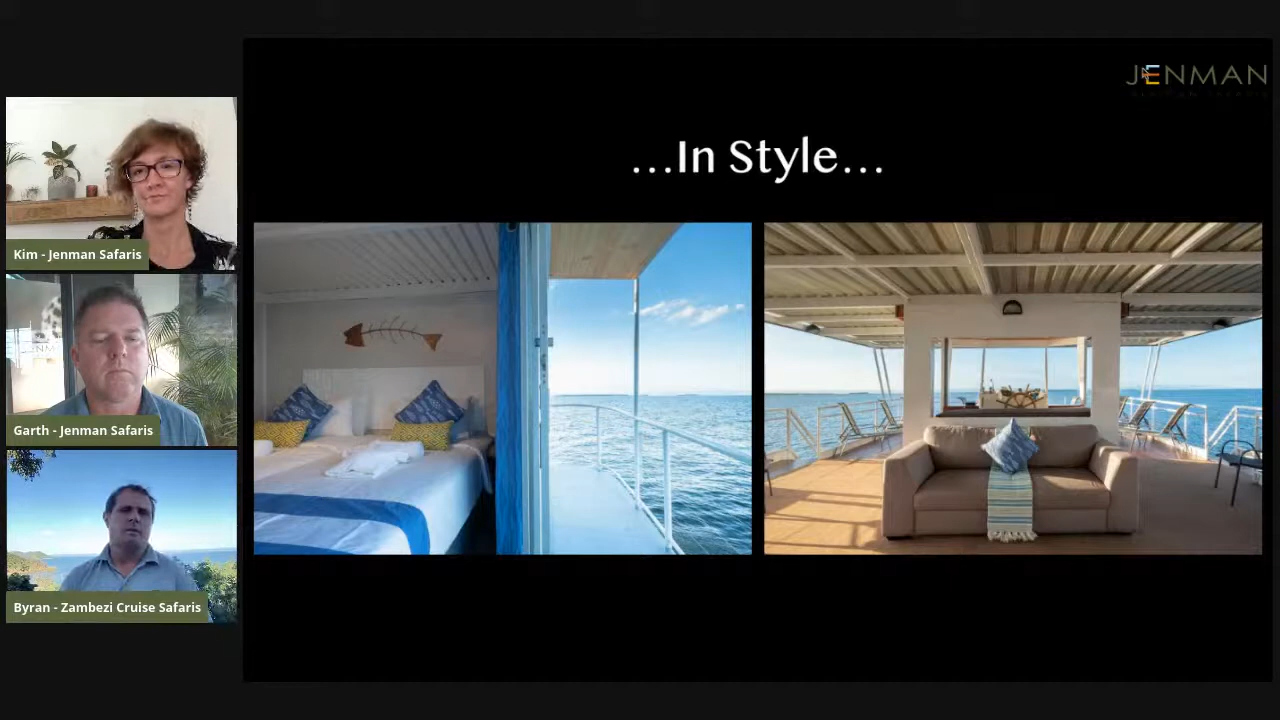 JENMAN
...In Style...
Kim - Jenman Safaris
Garth - Jenman Safaris
Byran - Zambezi Cruise Safaris